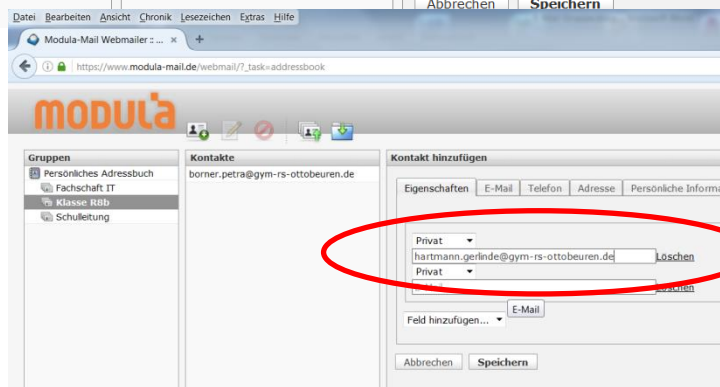 Abbrechen Speichern
Datei Bearbeiten Ansicht Chronik Lesezeichen Extras Hilfe
Modula-Mail Webmailer :: ... × +
https://www.modula-mail.de/webmail/?_task=addressbook
modula
Gruppen Kontakte Kontakt hinzufügen
Persönliches Adressbuch borner.petra@gym-rs-ottobeuren.de
Fachschaft IT Eigenschaften E-Mail Telefon Adresse Persönliche Informa
Klasse R8b
Schulleitung
Privat
hartmann.gerlinde@gym-rs-ottobeuren.de Löschen
Privat
E-Mail Löschen
E-Mail
Feld hinzufügen...
Abbrechen Speichern